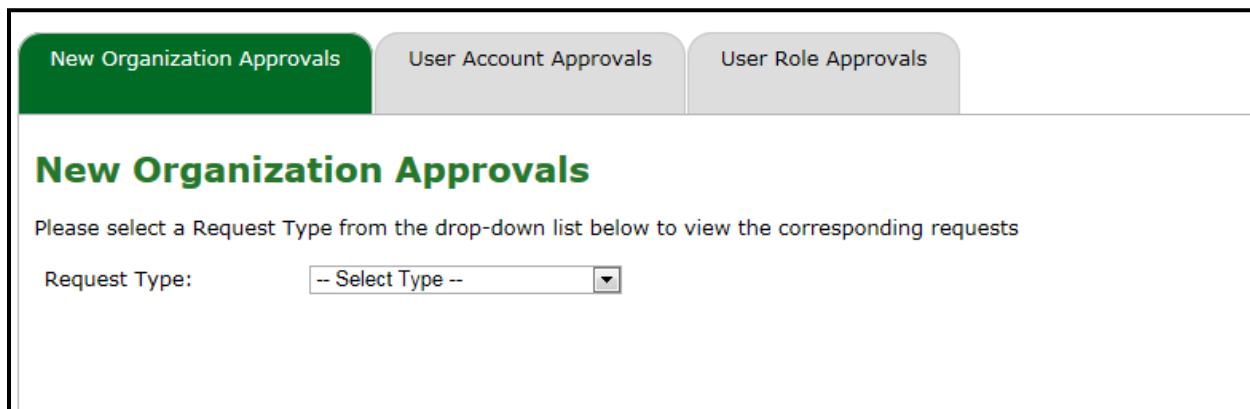 New Organization Approvals
User Account Approvals
User Role Approvals
New Organization Approvals
Please select a Request Type from the drop-down list below to view the corresponding requests
Request Type:
-- Select Type --